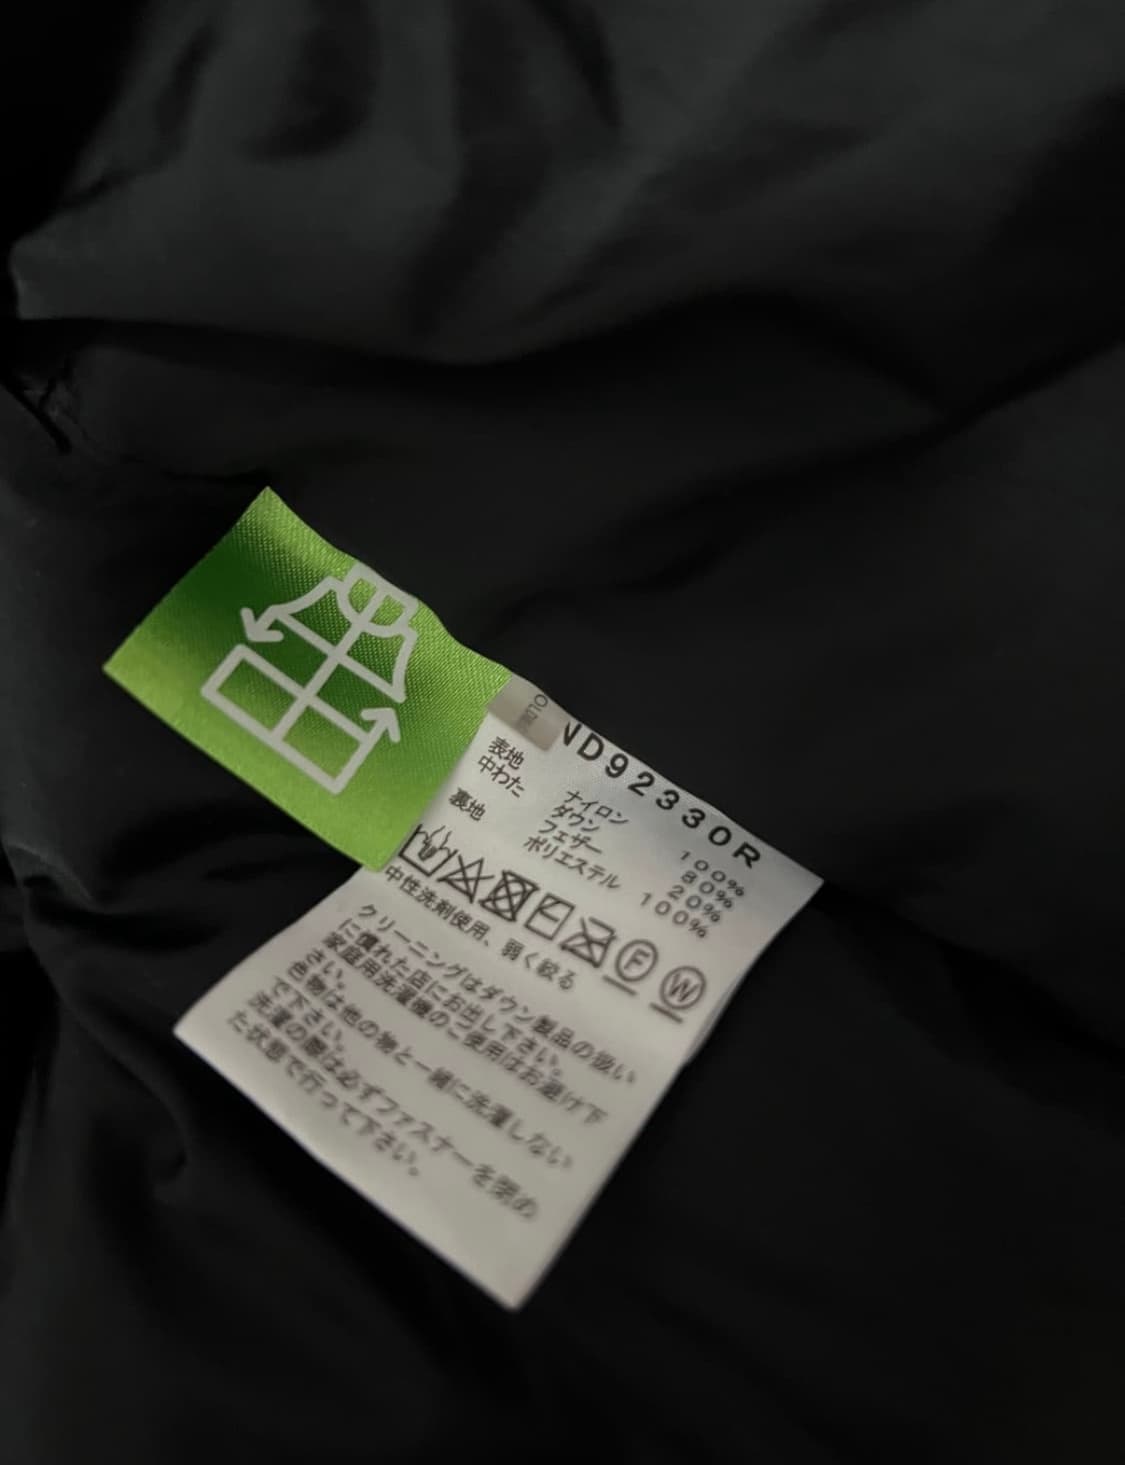 ND92330R
表地 ナイロン 100%
中わた ダウン 80%
フェザー 20%
裏地 ポリエステル 100%
F W
中性洗剤使用、弱く絞る
クリーニングはダウン製品の扱い
に慣れた店にお出し下さい。
家庭用洗濯機のご使用はお避け下
さい。
色物は他の物と一緒に洗濯しない
で下さい。
洗濯の際は必ずファスナーを閉め
た状態で行って下さい。